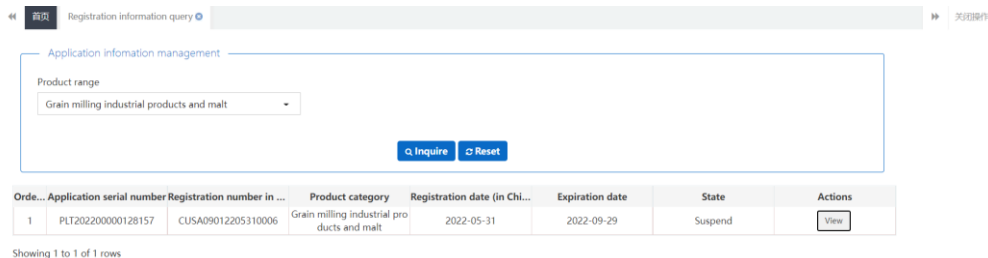 首页 Registration information query 关闭操作
Application infomation management
Product range
Grain milling industrial products and malt
Inquire Reset
Orde... Application serial number Registration number in ... Product category Registration date (in Chi... Expiration date State Actions
1 PLT202200000128157 CUSA09012205310006 Grain milling industrial pro 2022-05-31 2022-09-29 Suspend View
ducts and malt
Showing 1 to 1 of 1 rows